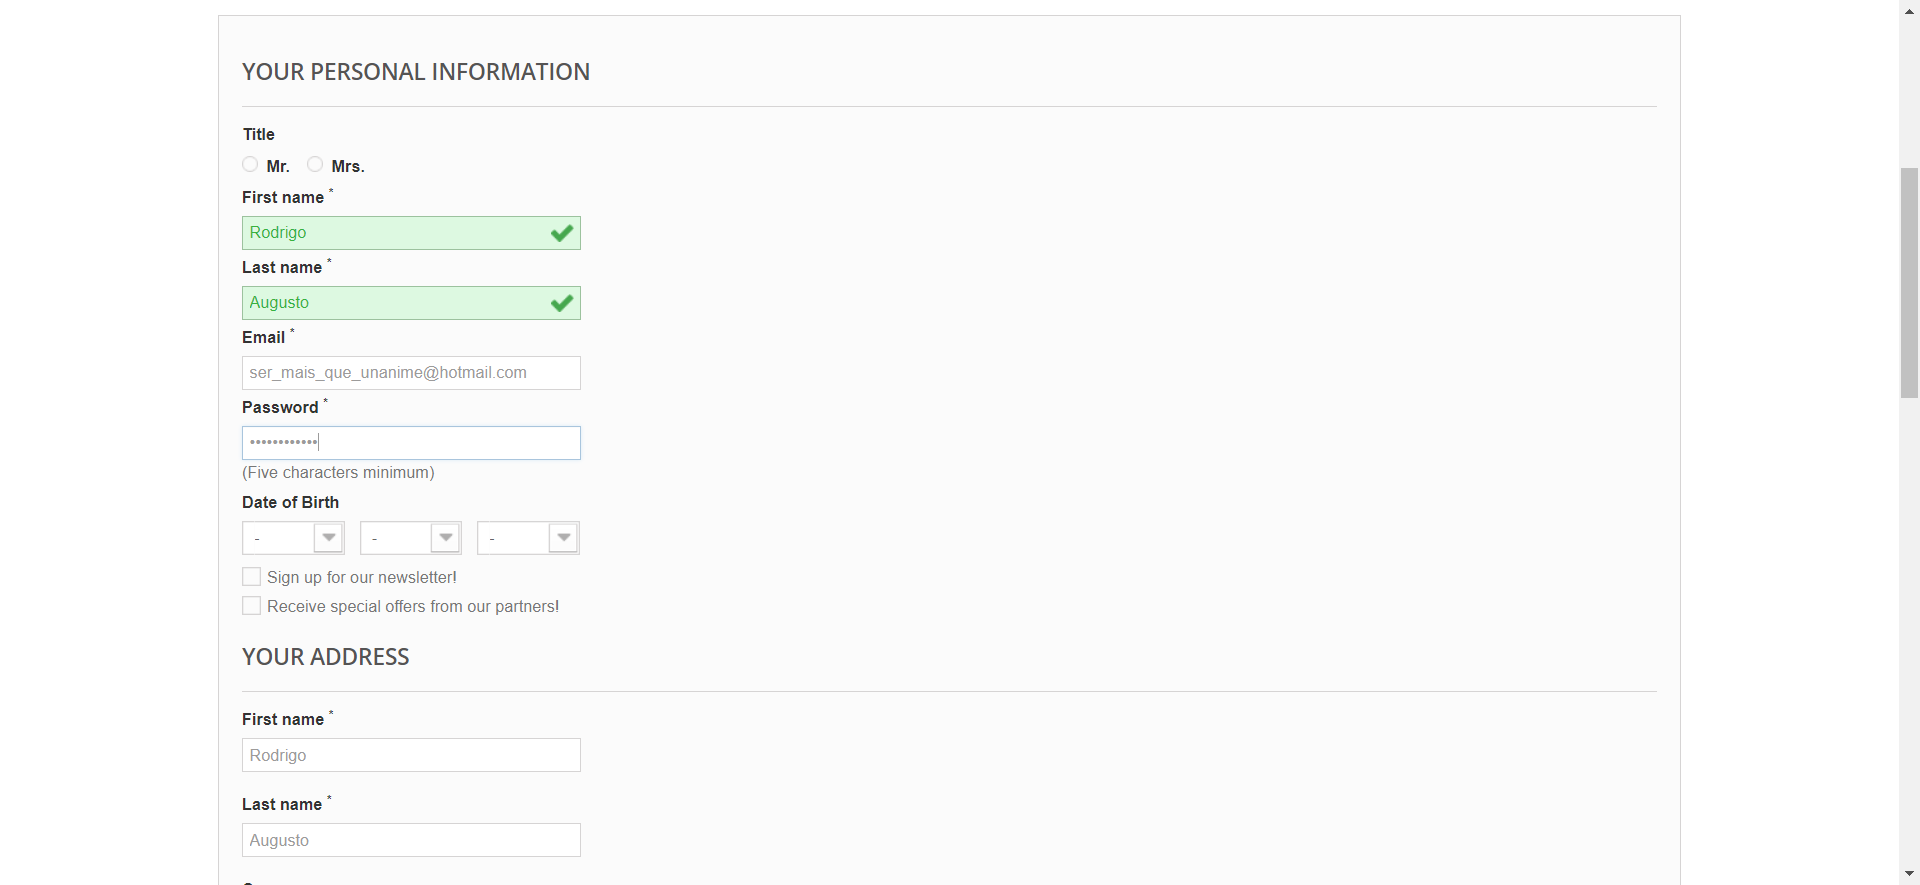 YOUR PERSONAL INFORMATION
Title
Mr. Mrs.
First name *
Rodrigo
Last name *
Augusto
Email *
ser_mais_que_unanime@hotmail.com
Password *
••••••••••••
(Five characters minimum)
Date of Birth
- - -
Sign up for our newsletter!
Receive special offers from our partners!
YOUR ADDRESS
First name *
Rodrigo
Last name *
Augusto